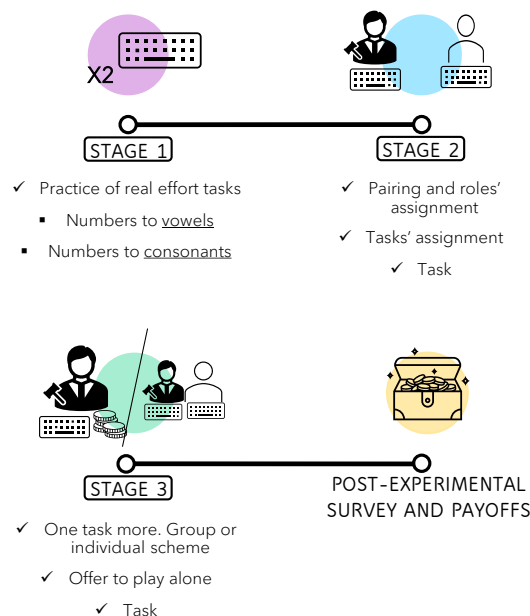 X2
STAGE 1
STAGE 2
✓ Practice of real effort tasks
▪ Numbers to vowels
▪ Numbers to consonants
✓ Pairing and roles’
assignment
✓ Tasks’ assignment
✓ Task
STAGE 3
POST-EXPERIMENTAL
SURVEY AND PAYOFFS
✓ One task more. Group or
individual scheme
✓ Offer to play alone
✓ Task